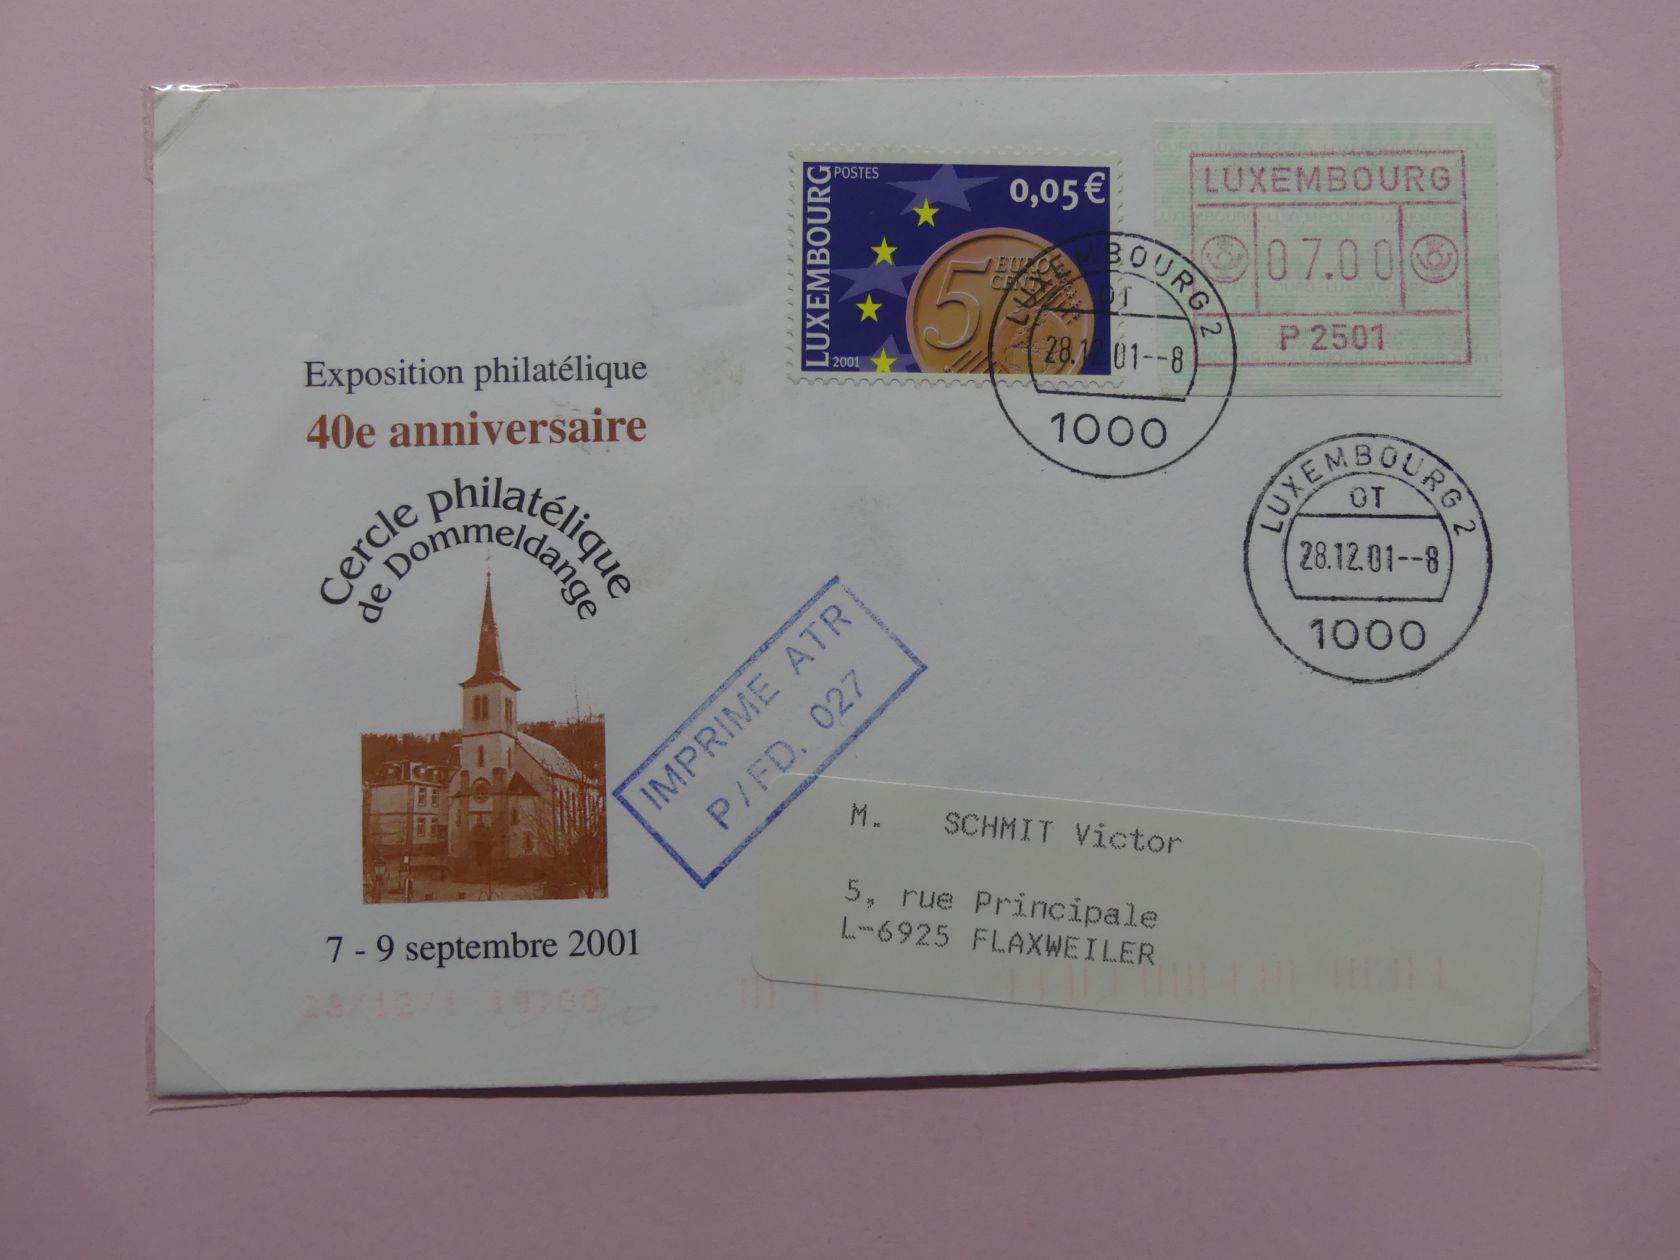 POSTES
0,05€
LUXEMBOURG
5 EURO
CENT
2001
LUXEMBOURG
07.00
P 2501
LUXEMBOURG 2
OT
28.12.01--8
1000
LUXEMBOURG 2
OT
28.12.01--8
1000
Exposition philatélique
40e anniversaire
Cercle philatélique
de Dommeldange
7 - 9 septembre 2001
IMPRIME ATR
P/FD. 027
M. SCHMIT Victor
5, rue Principale
L-6925 FLAXWEILER